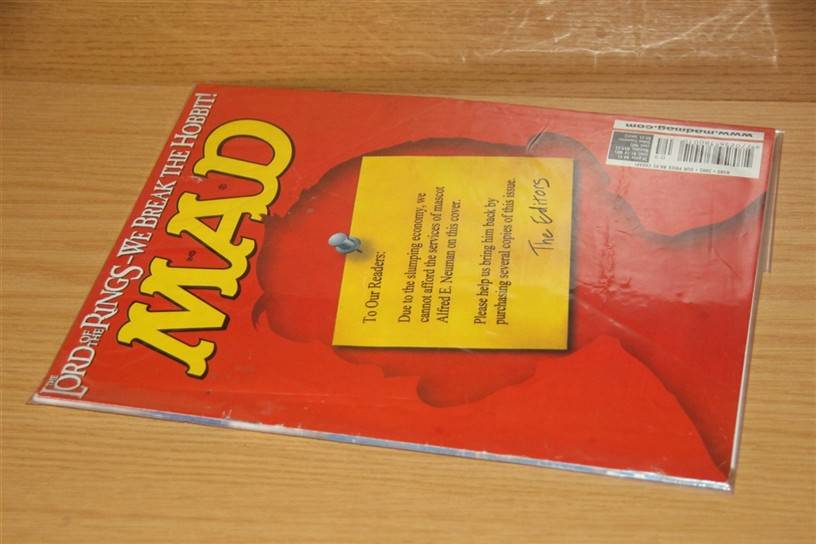 THE LORD OF THE RINGS–WE BREAK THE HOBBIT!
MAD
To Our Readers:
Due to the slumping economy, we
cannot afford the services of mascot
Alfred E. Neuman on this cover.
Please help us bring him back by
purchasing several copies of this issue.
The Editors
www.madmag.com